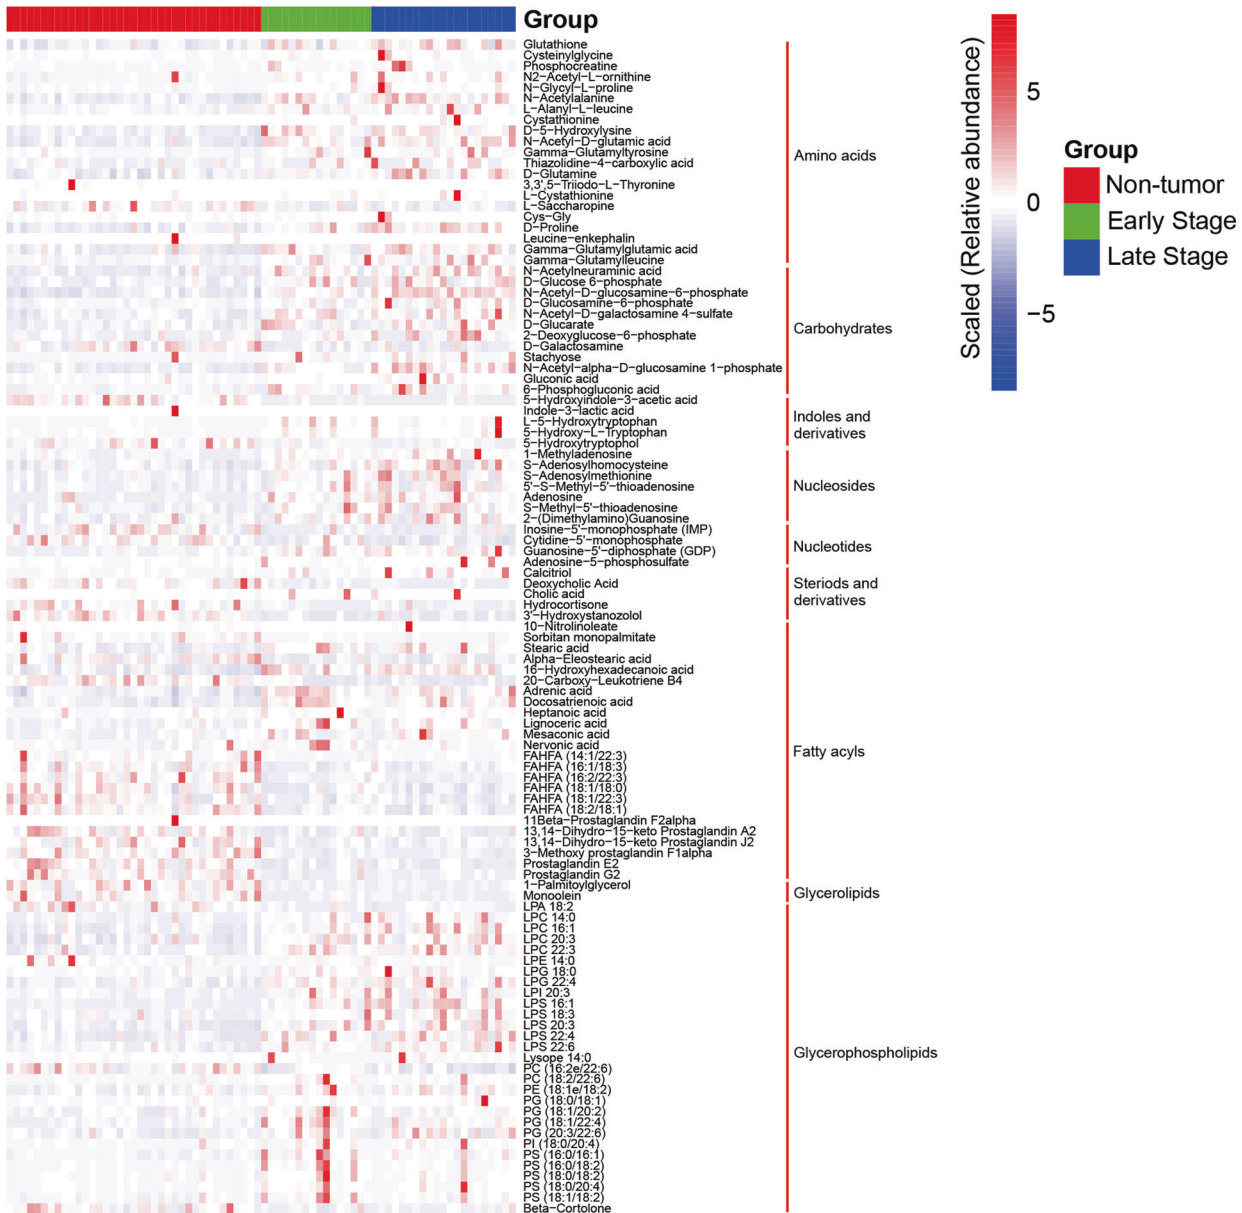 Group
Glutathione
Cysteinylglycine
Phosphocreatine
N2-Acetyl-L-ornithine
N-Glycyl-L-proline
N-Acetylalanine
L-Alanyl-L-leucine
Cystathionine
D-5-Hydroxylysine
N-Acetyl-D-glutamic acid
Gamma-Glutamyltyrosine
Thiazolidine-4-carboxylic acid
D-Glutamine
3,3',5-Triiodo-L-Thyronine
L-Cystathionine
L-Saccharopine
Cys-Gly
D-Proline
Leucine-enkephalin
Gamma-Glutamylglutamic acid
Gamma-Glutamylleucine
Amino acids
N-Acetylneuraminic acid
D-Glucose 6-phosphate
N-Acetyl-D-glucosamine-6-phosphate
D-Glucosamine-6-phosphate
N-Acetyl-D-galactosamine 4-sulfate
D-Glucarate
2-Deoxyglucose-6-phosphate
D-Galactosamine
Stachyose
N-Acetyl-alpha-D-glucosamine 1-phosphate
Gluconic acid
6-Phosphogluconic acid
Carbohydrates
5-Hydroxyindole-3-acetic acid
Indole-3-lactic acid
L-5-Hydroxytryptophan
5-Hydroxy-L-Tryptophan
5-Hydroxytryptophol
Indoles and
derivatives
1-Methyladenosine
S-Adenosylhomocysteine
S-Adenosylmethionine
5'-S-Methyl-5'-thioadenosine
Adenosine
S-Methyl-5'-thioadenosine
2-(Dimethylamino)Guanosine
Nucleosides
Inosine-5'-monophosphate (IMP)
Cytidine-5'-monophosphate
Guanosine-5'-diphosphate (GDP)
Adenosine-5-phosphosulfate
Nucleotides
Calcitriol
Deoxycholic Acid
Cholic acid
Hydrocortisone
3'-Hydroxystanozolol
Steriods and
derivatives
10-Nitrolinoleate
Sorbitan monopalmitate
Stearic acid
Alpha-Eleostearic acid
16-Hydroxyhexadecanoic acid
20-Carboxy-Leukotriene B4
Adrenic acid
Docosatrienoic acid
Heptanoic acid
Lignoceric acid
Mesaconic acid
Nervonic acid
FAHFA (14:1/22:3)
FAHFA (16:1/18:3)
FAHFA (16:2/22:3)
FAHFA (18:1/18:0)
FAHFA (18:1/22:3)
FAHFA (18:2/18:1)
11Beta-Prostaglandin F2alpha
13,14-Dihydro-15-keto Prostaglandin A2
13,14-Dihydro-15-keto Prostaglandin J2
3-Methoxy prostaglandin F1alpha
Prostaglandin E2
Prostaglandin G2
Fatty acyls
1-Palmitoylglycerol
Monoolein
Glycerolipids
LPA 18:2
LPC 14:0
LPC 16:1
LPC 20:3
LPC 22:3
LPE 14:0
LPG 18:0
LPG 22:4
LPI 20:3
LPS 16:1
LPS 18:3
LPS 20:3
LPS 22:4
LPS 22:6
Lysope 14:0
PC (16:2e/22:6)
PC (18:2/22:6)
PE (18:1e/18:2)
PG (18:0/18:1)
PG (18:1/20:2)
PG (18:1/22:4)
PG (20:3/22:6)
PI (18:0/20:4)
PS (16:0/16:1)
PS (16:0/18:2)
PS (18:0/18:2)
PS (18:0/20:4)
PS (18:1/18:2)
Beta-Cortolone
Glycerophospholipids
Scaled (Relative abundance)
5
0
-5
Group
Non-tumor
Early Stage
Late Stage